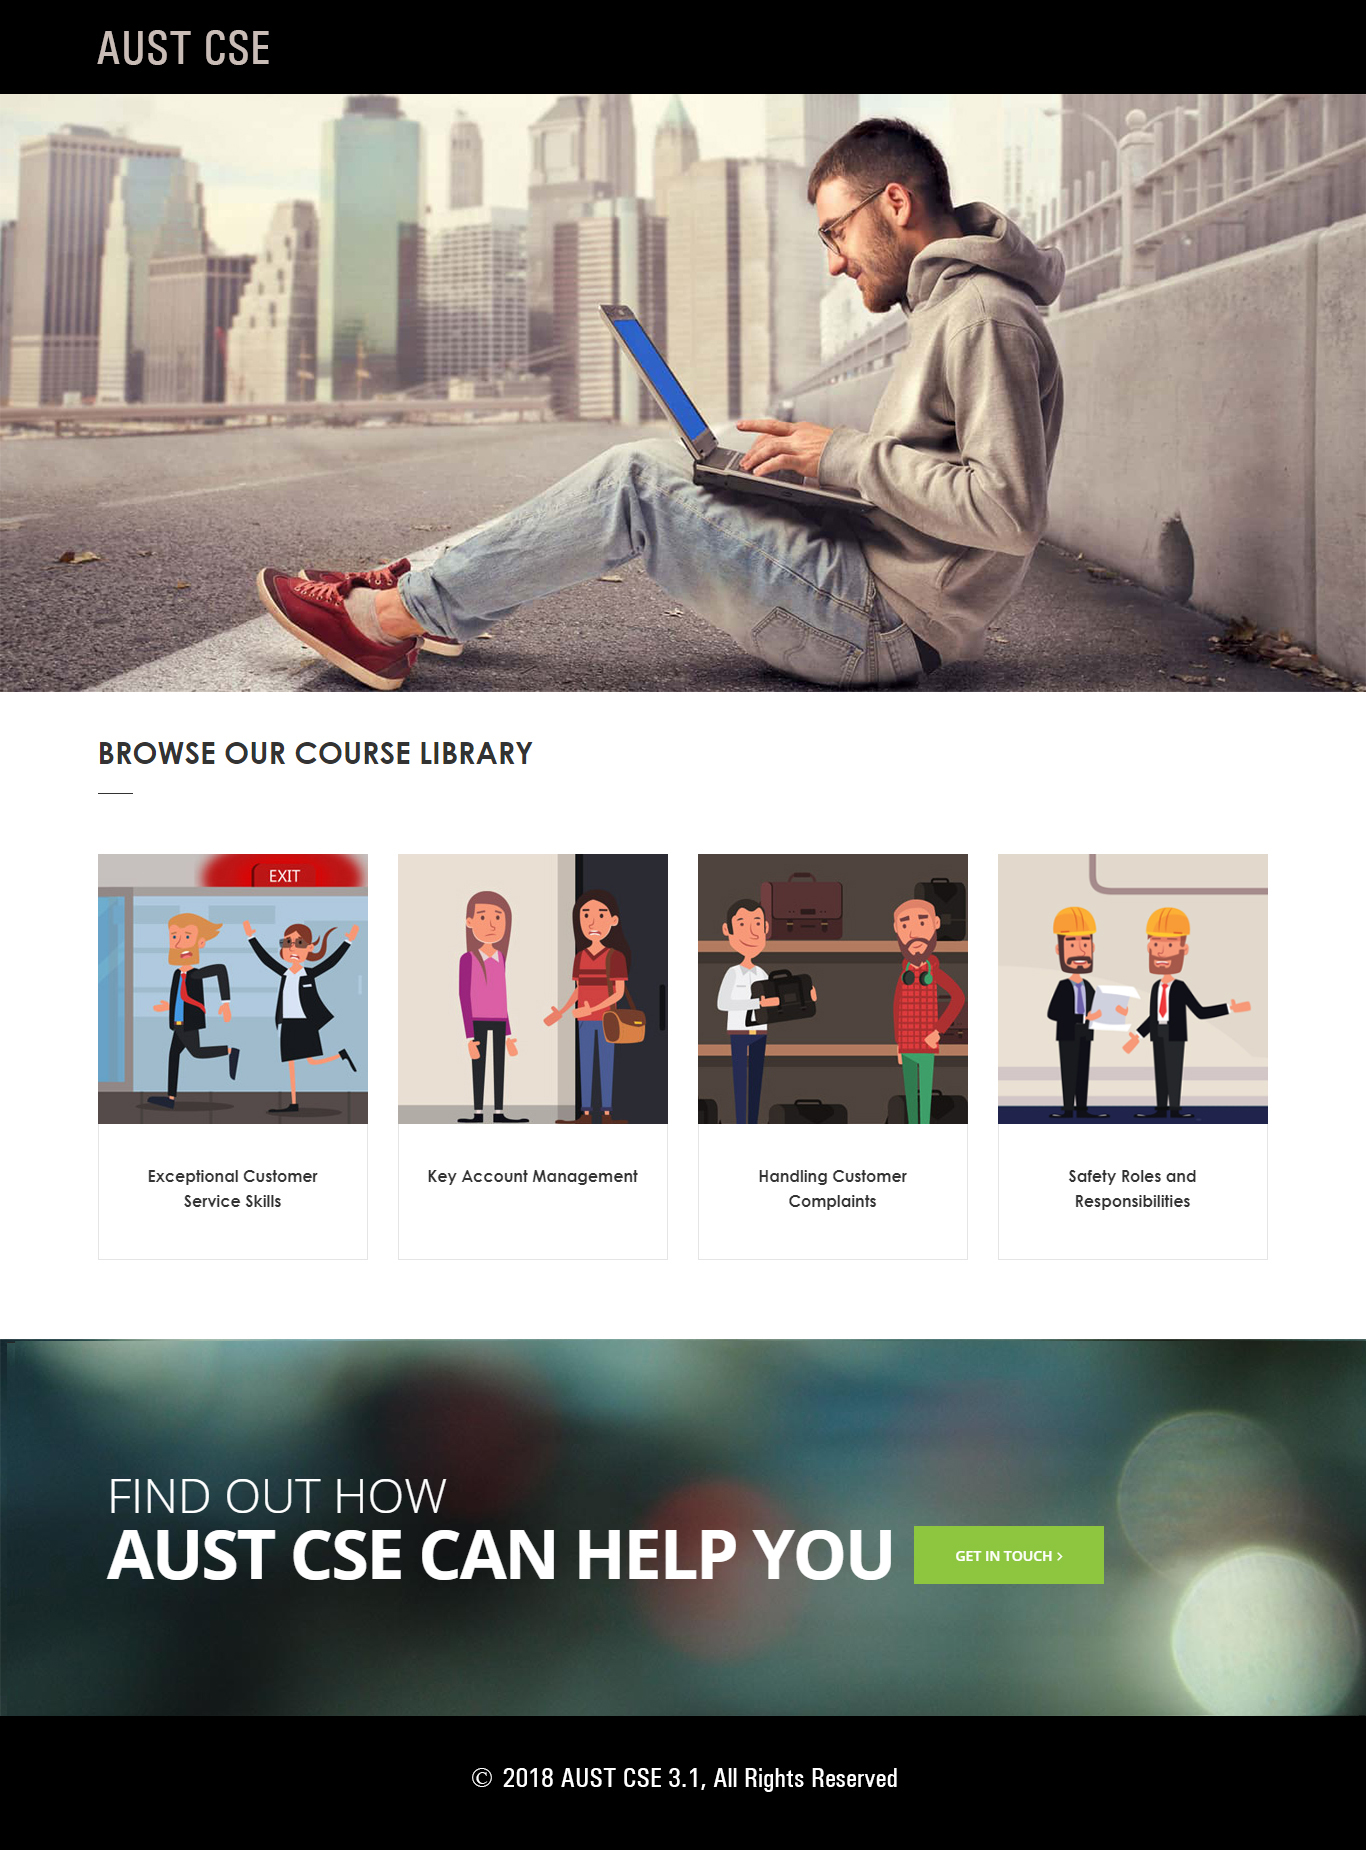 AUST CSE
BROWSE OUR COURSE LIBRARY
EXIT
Exceptional Customer
Service Skills
Key Account Management
Handling Customer
Complaints
Safety Roles and
Responsibilities
FIND OUT HOW
AUST CSE CAN HELP YOU
GET IN TOUCH ›
© 2018 AUST CSE 3.1, All Rights Reserved